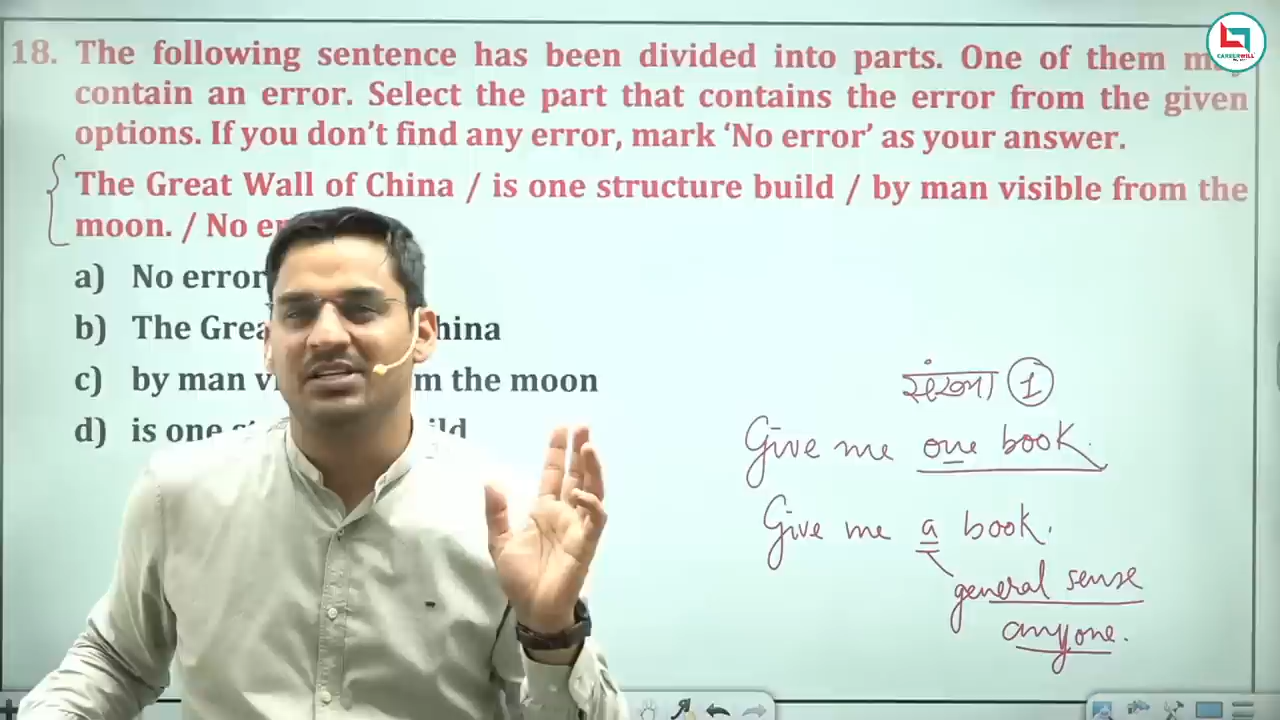 18. The following sentence has been divided into parts. One of them
contain an error. Select the part that contains the error from the given
options. If you don't find any error, mark 'No error' as your answer.
The Great Wall of China / is one structure build / by man visible from the
moon. / No
a) No error
b) The hina
c) by man m the moon
d) is one ild
संख्या 1
Give me one book.
Give me a book.
general sense
anyone.
CAREERWILL